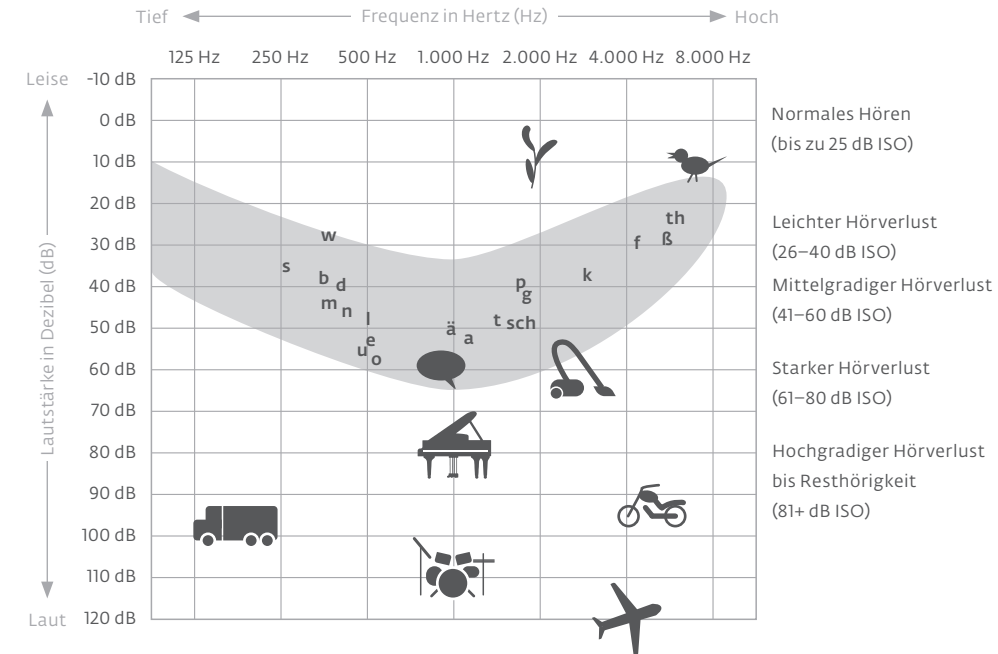 Tief Frequenz in Hertz (Hz) Hoch
125 Hz 250 Hz 500 Hz 1.000 Hz 2.000 Hz 4.000 Hz 8.000 Hz
Leise
Lautstärke in Dezibel (dB)
Laut
-10 dB
0 dB
10 dB
20 dB
30 dB
40 dB
50 dB
60 dB
70 dB
80 dB
90 dB
100 dB
110 dB
120 dB
th
w f ß
s k
b d p
m n g
l t sch
ä
e a
u o
Normales Hören
(bis zu 25 dB ISO)
Leichter Hörverlust
(26–40 dB ISO)
Mittelgradiger Hörverlust
(41–60 dB ISO)
Starker Hörverlust
(61–80 dB ISO)
Hochgradiger Hörverlust
bis Resthörigkeit
(81+ dB ISO)